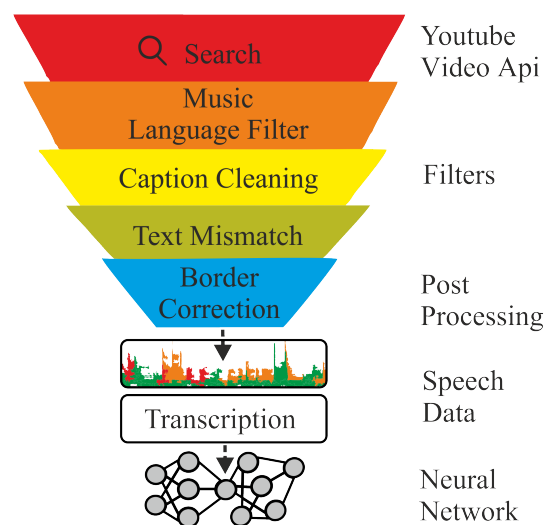 Search
Youtube
Video Api
Music
Language Filter
Caption Cleaning
Filters
Text Mismatch
Border
Correction
Post
Processing
Speech
Data
Transcription
Neural
Network